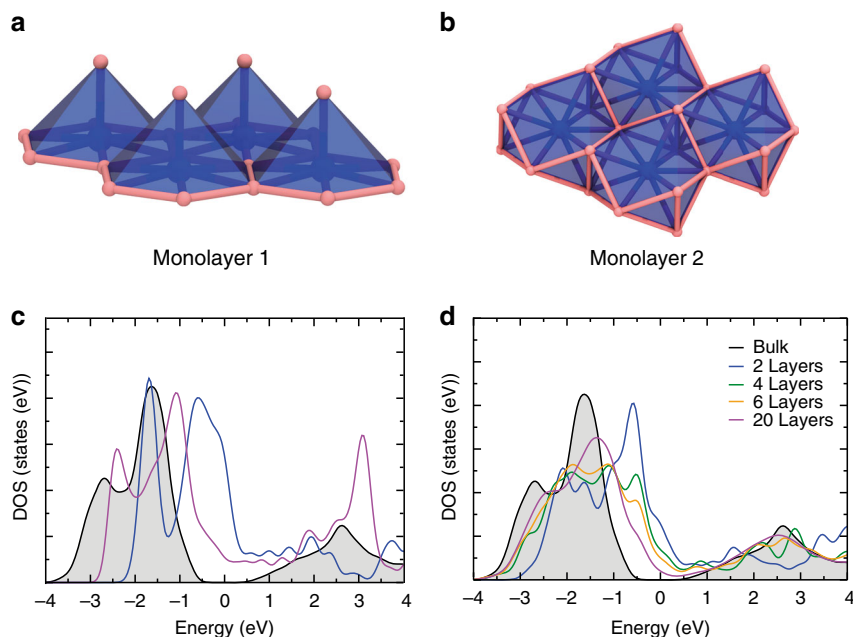 a
b
Monolayer 1
Monolayer 2
c
DOS (states (eV))
−4 −3 −2 −1 0 1 2 3 4
Energy (eV)
d
DOS (states (eV))
Bulk
2 Layers
4 Layers
6 Layers
20 Layers
−4 −3 −2 −1 0 1 2 3 4
Energy (eV)